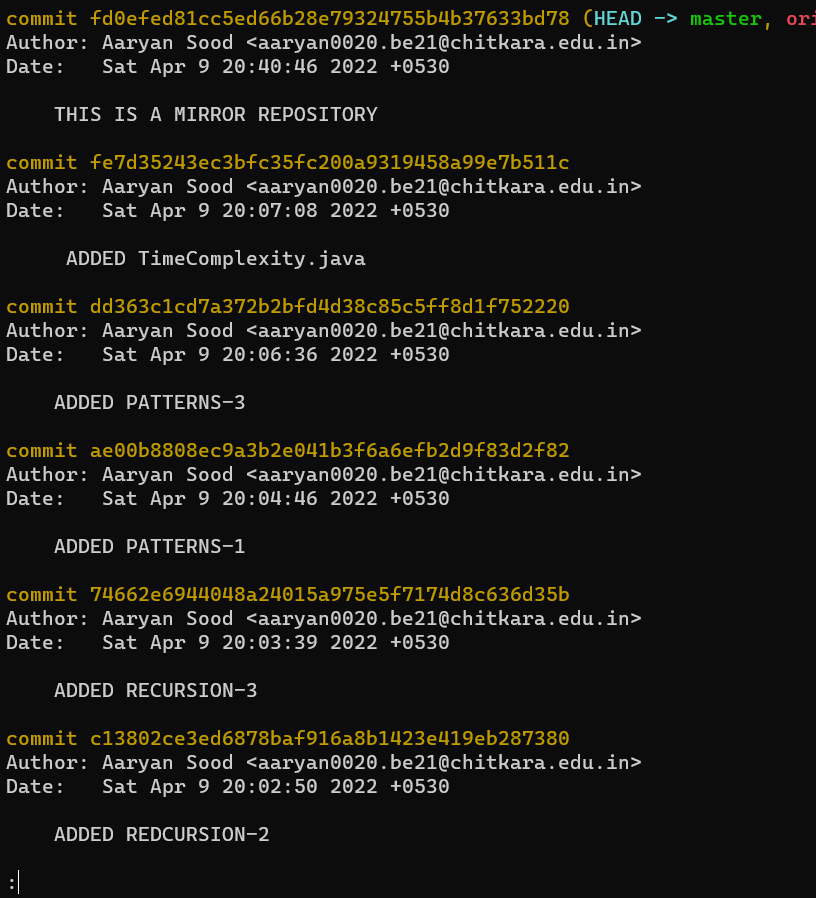 commit fd0efed81cc5ed66b28e79324755b4b37633bd78 (HEAD -> master, ori
Author: Aaryan Sood <aaryan0020.be21@chitkara.edu.in>
Date:   Sat Apr 9 20:40:46 2022 +0530
THIS IS A MIRROR REPOSITORY
commit fe7d35243ec3bfc35fc200a9319458a99e7b511c
Author: Aaryan Sood <aaryan0020.be21@chitkara.edu.in>
Date:   Sat Apr 9 20:07:08 2022 +0530
ADDED TimeComplexity.java
commit dd363c1cd7a372b2bfd4d38c85c5ff8d1f752220
Author: Aaryan Sood <aaryan0020.be21@chitkara.edu.in>
Date:   Sat Apr 9 20:06:36 2022 +0530
ADDED PATTERNS-3
commit ae00b8808ec9a3b2e041b3f6a6efb2d9f83d2f82
Author: Aaryan Sood <aaryan0020.be21@chitkara.edu.in>
Date:   Sat Apr 9 20:04:46 2022 +0530
ADDED PATTERNS-1
commit 74662e6944048a24015a975e5f7174d8c636d35b
Author: Aaryan Sood <aaryan0020.be21@chitkara.edu.in>
Date:   Sat Apr 9 20:03:39 2022 +0530
ADDED RECURSION-3
commit c13802ce3ed6878baf916a8b1423e419eb287380
Author: Aaryan Sood <aaryan0020.be21@chitkara.edu.in>
Date:   Sat Apr 9 20:02:50 2022 +0530
ADDED REDCURSION-2
: